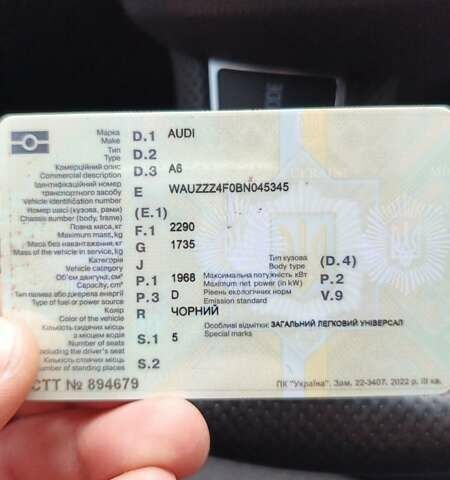 Марка
Make D.1 AUDI
Тип
Type D.2
Комерційний опис
Commercial description D.3 A6
Ідентифікаційний номер
транспортного засобу E WAUZZZ4F0BN045345
Vehicle identification number
Номер шасі (кузова, рами) (E.1)
Chassis number (body, frame)
Повна маса, кг F.1 2290
Maximum mast, kg
Маса без навантаження, кг G 1735
Mass of the vehicle in service, kg
Категорія J Тип кузова (D.4)
Vehicle category Body type
Об'єм двигуна, см³ P.1 1968 Максимальна потужність кВт P.2
Capacity, cm³ Maximum net power (in kW)
Тип палива або джерела енергії P.3 D Рівень екологічних норм V.9
Type of fuel or power source Emission standard
Колір R ЧОРНИЙ
Color of the vehicle
Особливі відмітки: ЗАГАЛЬНИЙ ЛЕГКОВИЙ УНІВЕРСАЛ
Special marks
Кількість сидячих місць
з місцем водія S.1 5
Number of seats
including the driver's seat
Кількість стоячих місць S.2
Number of standing places
СТТ № 894679
ПК "Україна". Зам. 22-3407. 2022 р. III кв.